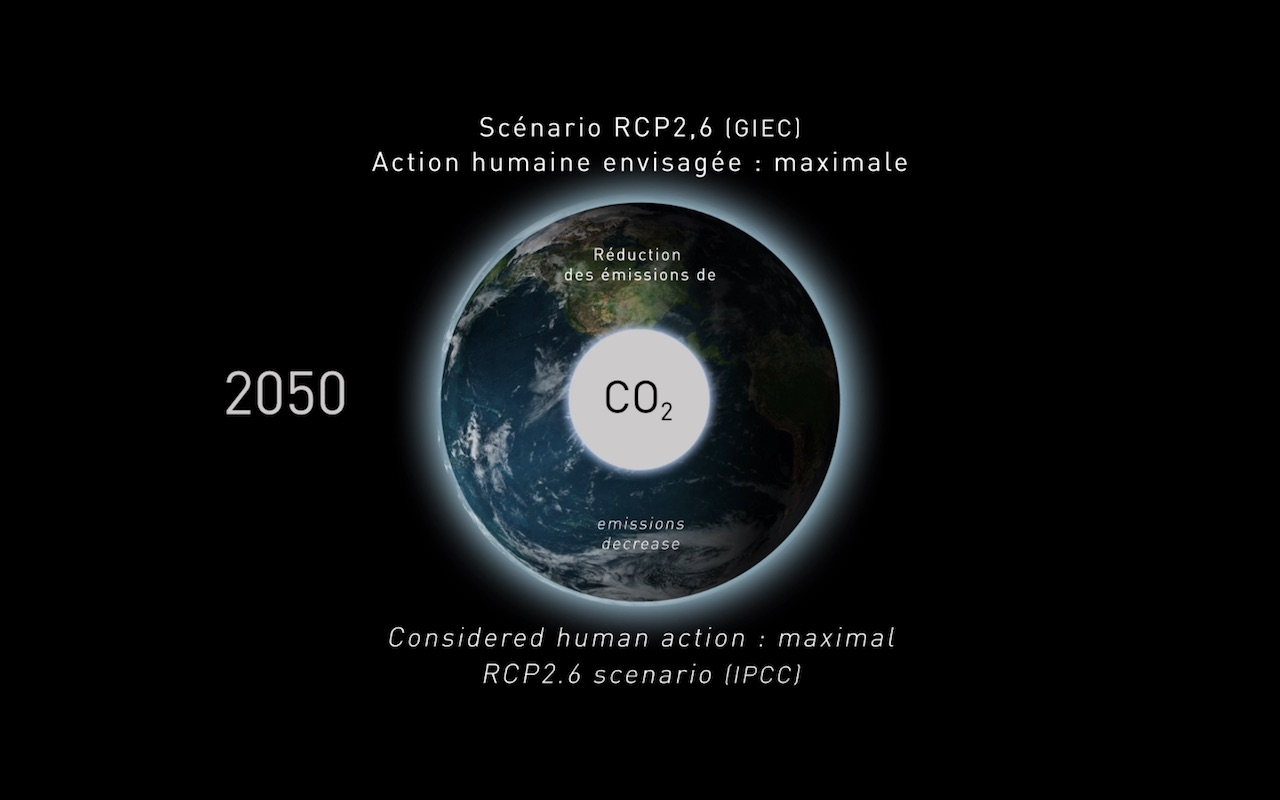 Scénario RCP2,6 (GIEC)
Action humaine envisagée : maximale
Réduction
des émissions de
2050
CO₂
emissions
decrease
Considered human action : maximal
RCP2.6 scenario (IPCC)